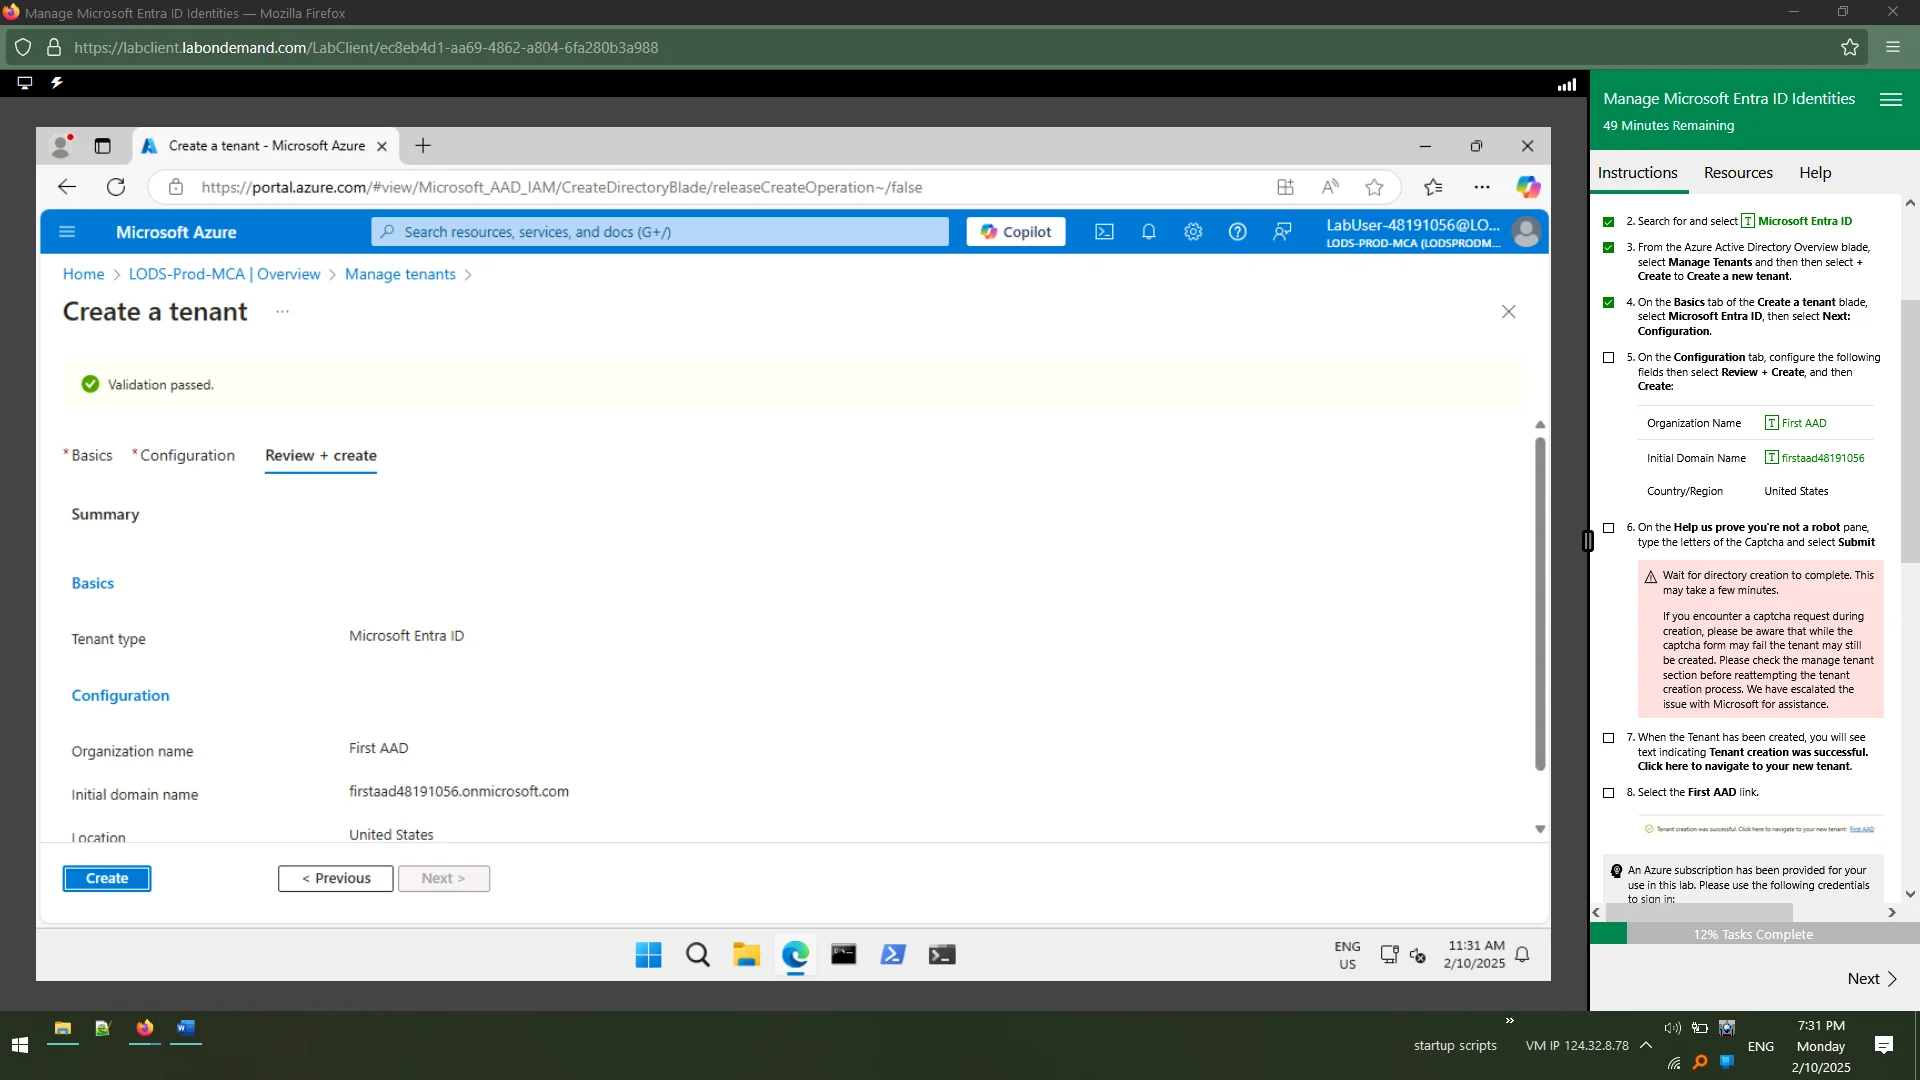 Manage Microsoft Entra ID Identities — Mozilla Firefox
https://labclient.labondemand.com/LabClient/ec8eb4d1-aa69-4862-a804-6fa280b3a988
Create a tenant - Microsoft Azure
https://portal.azure.com/#view/Microsoft_AAD_IAM/CreateDirectoryBlade/releaseCreateOperation~/false
Microsoft Azure
Search resources, services, and docs (G+/)
Copilot
LabUser-48191056@LO...
LODS-PROD-MCA (LODSPRODM...
Home > LODS-Prod-MCA | Overview > Manage tenants >
Create a tenant ...
Validation passed.
* Basics * Configuration Review + create
Summary
Basics
Tenant type Microsoft Entra ID
Configuration
Organization name First AAD
Initial domain name firstaad48191056.onmicrosoft.com
Location United States
Create < Previous Next >
ENG
US
11:31 AM
2/10/2025
Manage Microsoft Entra ID Identities
49 Minutes Remaining
Instructions Resources Help
2. Search for and select T Microsoft Entra ID
3. From the Azure Active Directory Overview blade,
select Manage Tenants and then then select +
Create to Create a new tenant.
4. On the Basics tab of the Create a tenant blade,
select Microsoft Entra ID, then select Next:
Configuration.
5. On the Configuration tab, configure the following
fields then select Review + Create, and then
Create:
Organization Name T First AAD
Initial Domain Name T firstaad48191056
Country/Region United States
6. On the Help us prove you're not a robot pane,
type the letters of the Captcha and select Submit
Wait for directory creation to complete. This
may take a few minutes.
If you encounter a captcha request during
creation, please be aware that while the
captcha form may fail the tenant may still
be created. Please check the manage tenant
section before reattempting the tenant
creation process. We have escalated the
issue with Microsoft for assistance.
7. When the Tenant has been created, you will see
text indicating Tenant creation was successful.
Click here to navigate to your new tenant.
8. Select the First AAD link.
Tenant creation was successful. Click here to navigate to your new tenant: First AAD
An Azure subscription has been provided for your
use in this lab. Please use the following credentials
to sign in:
12% Tasks Complete
Next >
startup scripts
VM IP 124.32.8.78
ENG
7:31 PM
Monday
2/10/2025